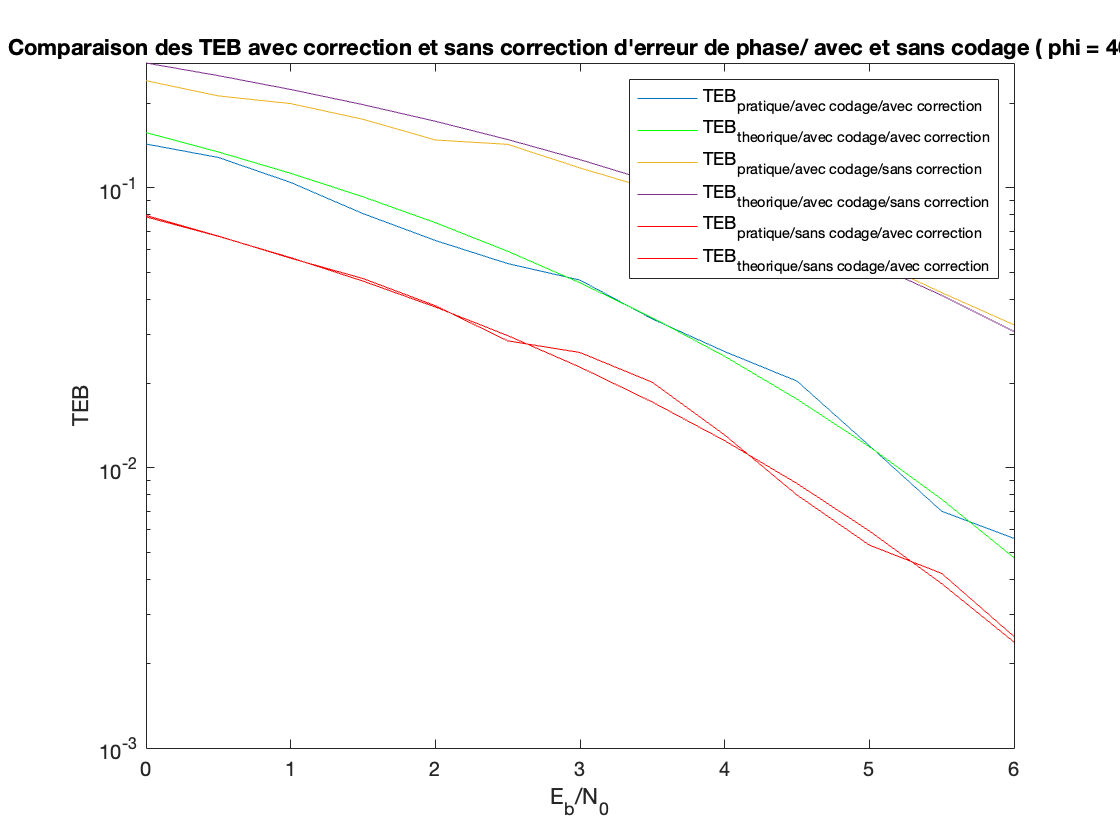 Comparaison des TEB avec correction et sans correction d'erreur de phase/ avec et sans codage ( phi = 40
TEB pratique/avec codage/avec correction
TEB theorique/avec codage/avec correction
TEB pratique/avec codage/sans correction
TEB theorique/avec codage/sans correction
TEB pratique/sans codage/avec correction
TEB theorique/sans codage/avec correction
10-1
10-2
10-3
TEB
0 1 2 3 4 5 6
Eb/N0